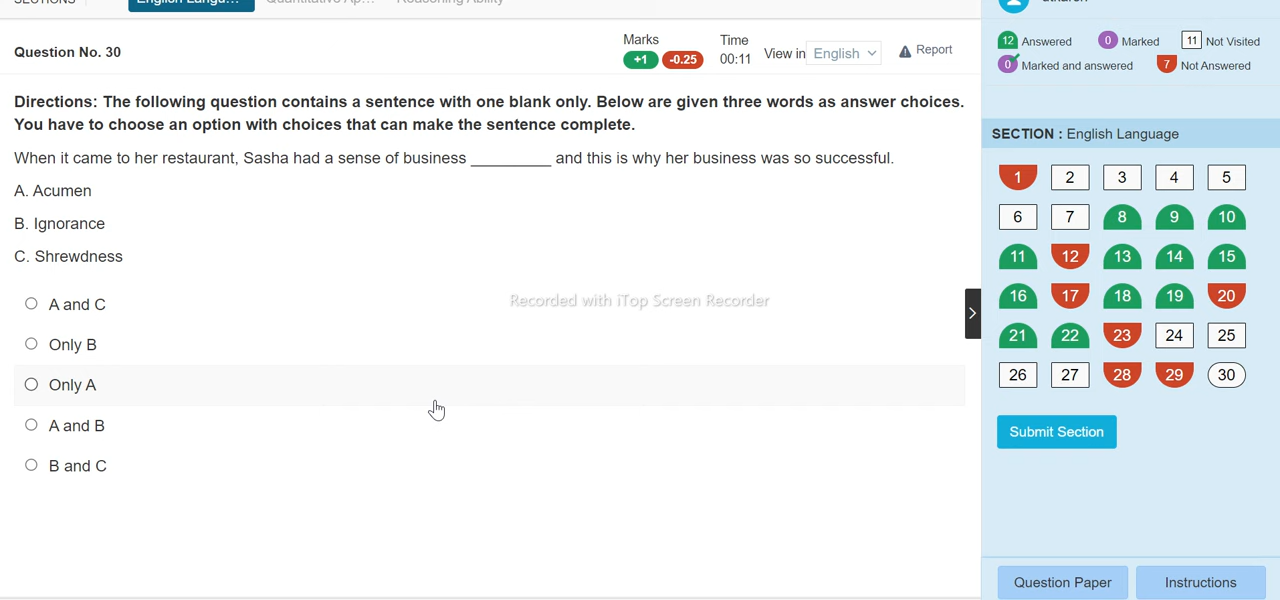 SECTIONS
English Langu...
Quantitative Ap...
Reasoning Ability
Question No. 30
Marks
+1
-0.25
Time
00:11
View in
English
Report
Directions: The following question contains a sentence with one blank only. Below are given three words as answer choices.
You have to choose an option with choices that can make the sentence complete.
When it came to her restaurant, Sasha had a sense of business __________ and this is why her business was so successful.
A. Acumen
B. Ignorance
C. Shrewdness
A and C
Only B
Only A
A and B
B and C
Recorded with iTop Screen Recorder
12 Answered
0 Marked
11 Not Visited
0 Marked and answered
7 Not Answered
SECTION : English Language
1 2 3 4 5
6 7 8 9 10
11 12 13 14 15
16 17 18 19 20
21 22 23 24 25
26 27 28 29 30
Submit Section
Question Paper
Instructions